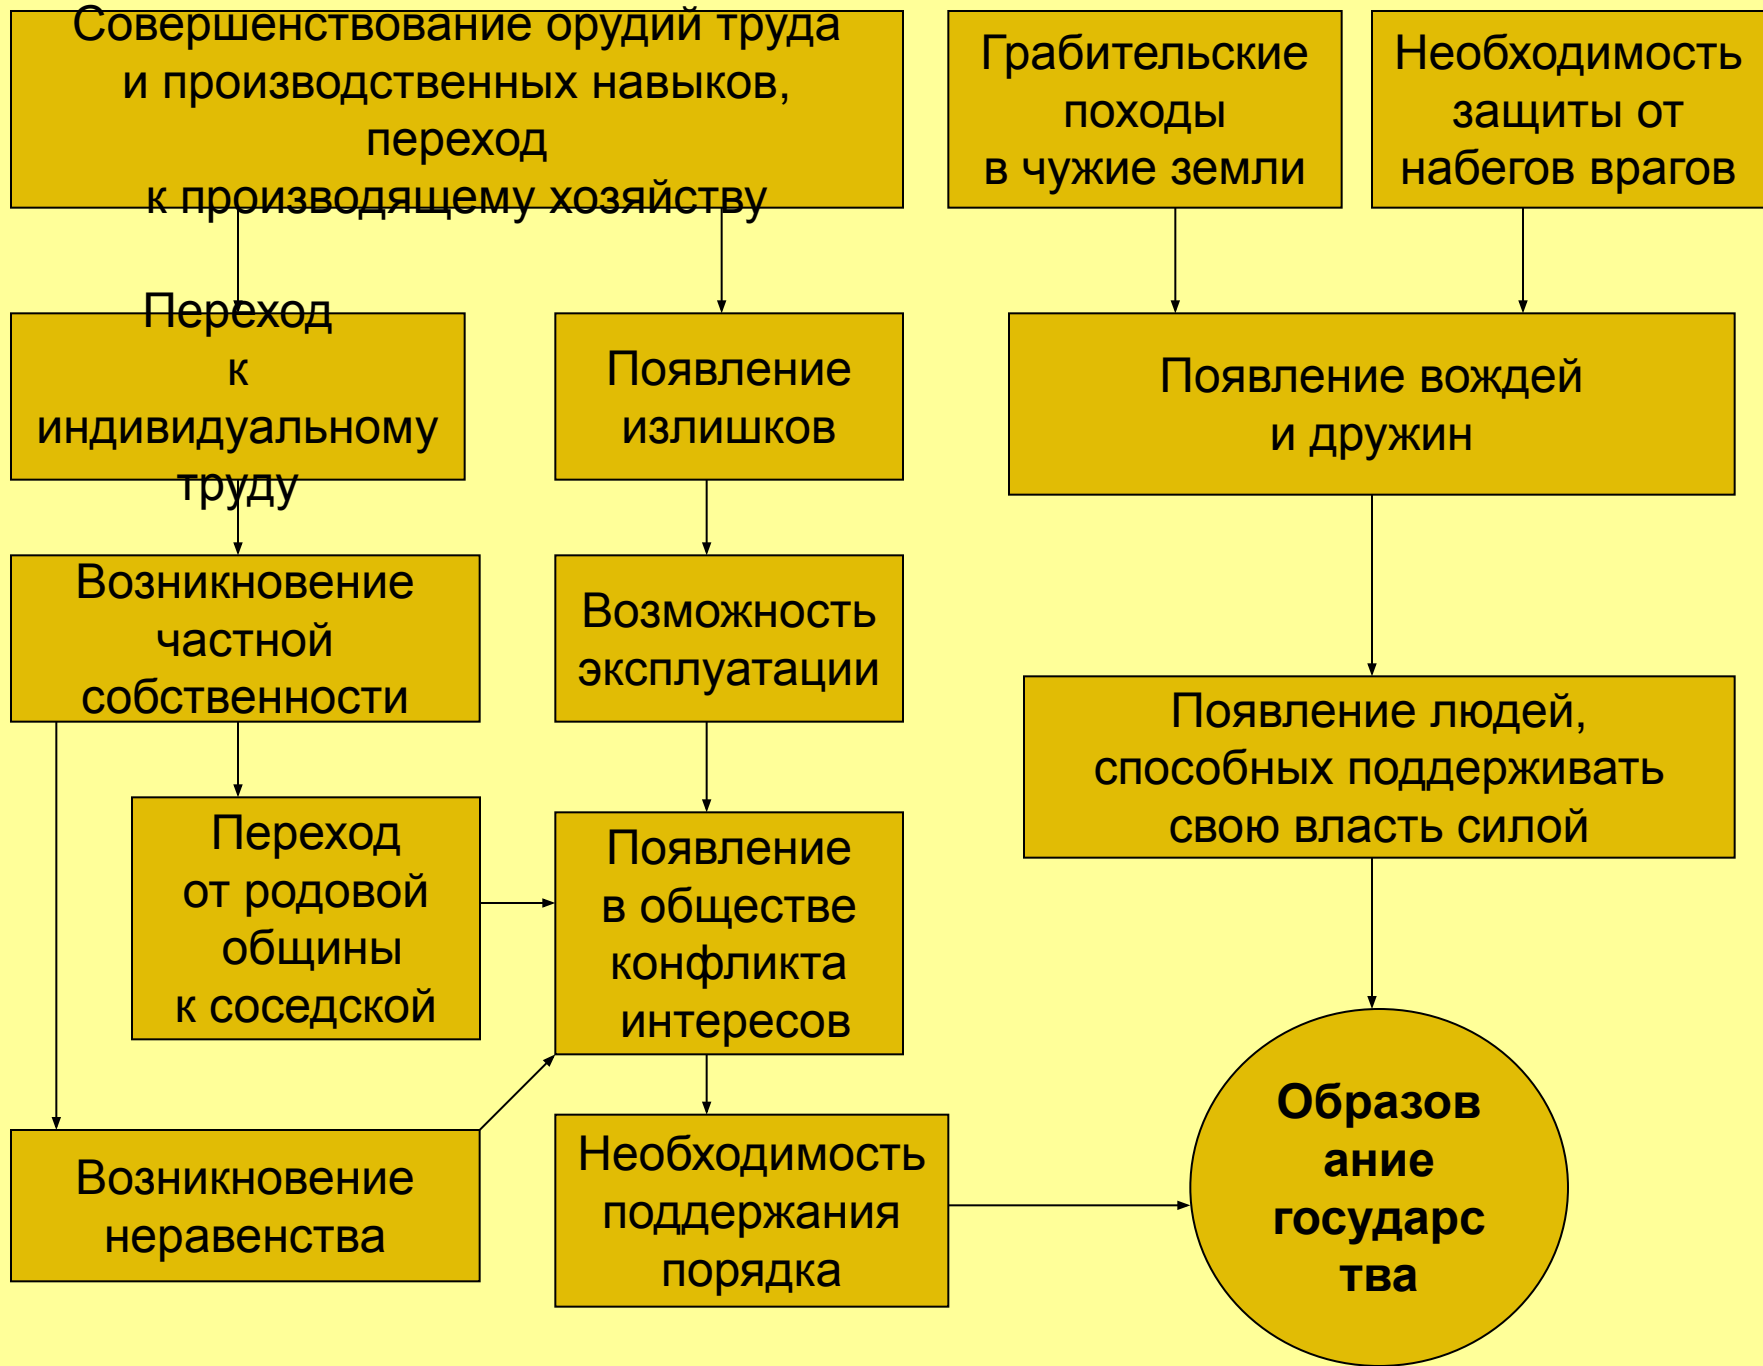 Совершенствование орудий труда
и производственных навыков,
переход
к производящему хозяйству
Грабительские
походы
в чужие земли
Необходимость
защиты от
набегов врагов
Переход
к
индивидуальному
труду
Появление
излишков
Появление вождей
и дружин
Возникновение
частной
собственности
Возможность
эксплуатации
Появление людей,
способных поддерживать
свою власть силой
Переход
от родовой
общины
к соседской
Появление
в обществе
конфликта
интересов
Возникновение
неравенства
Необходимость
поддержания
порядка
Образов
ание
государс
тва